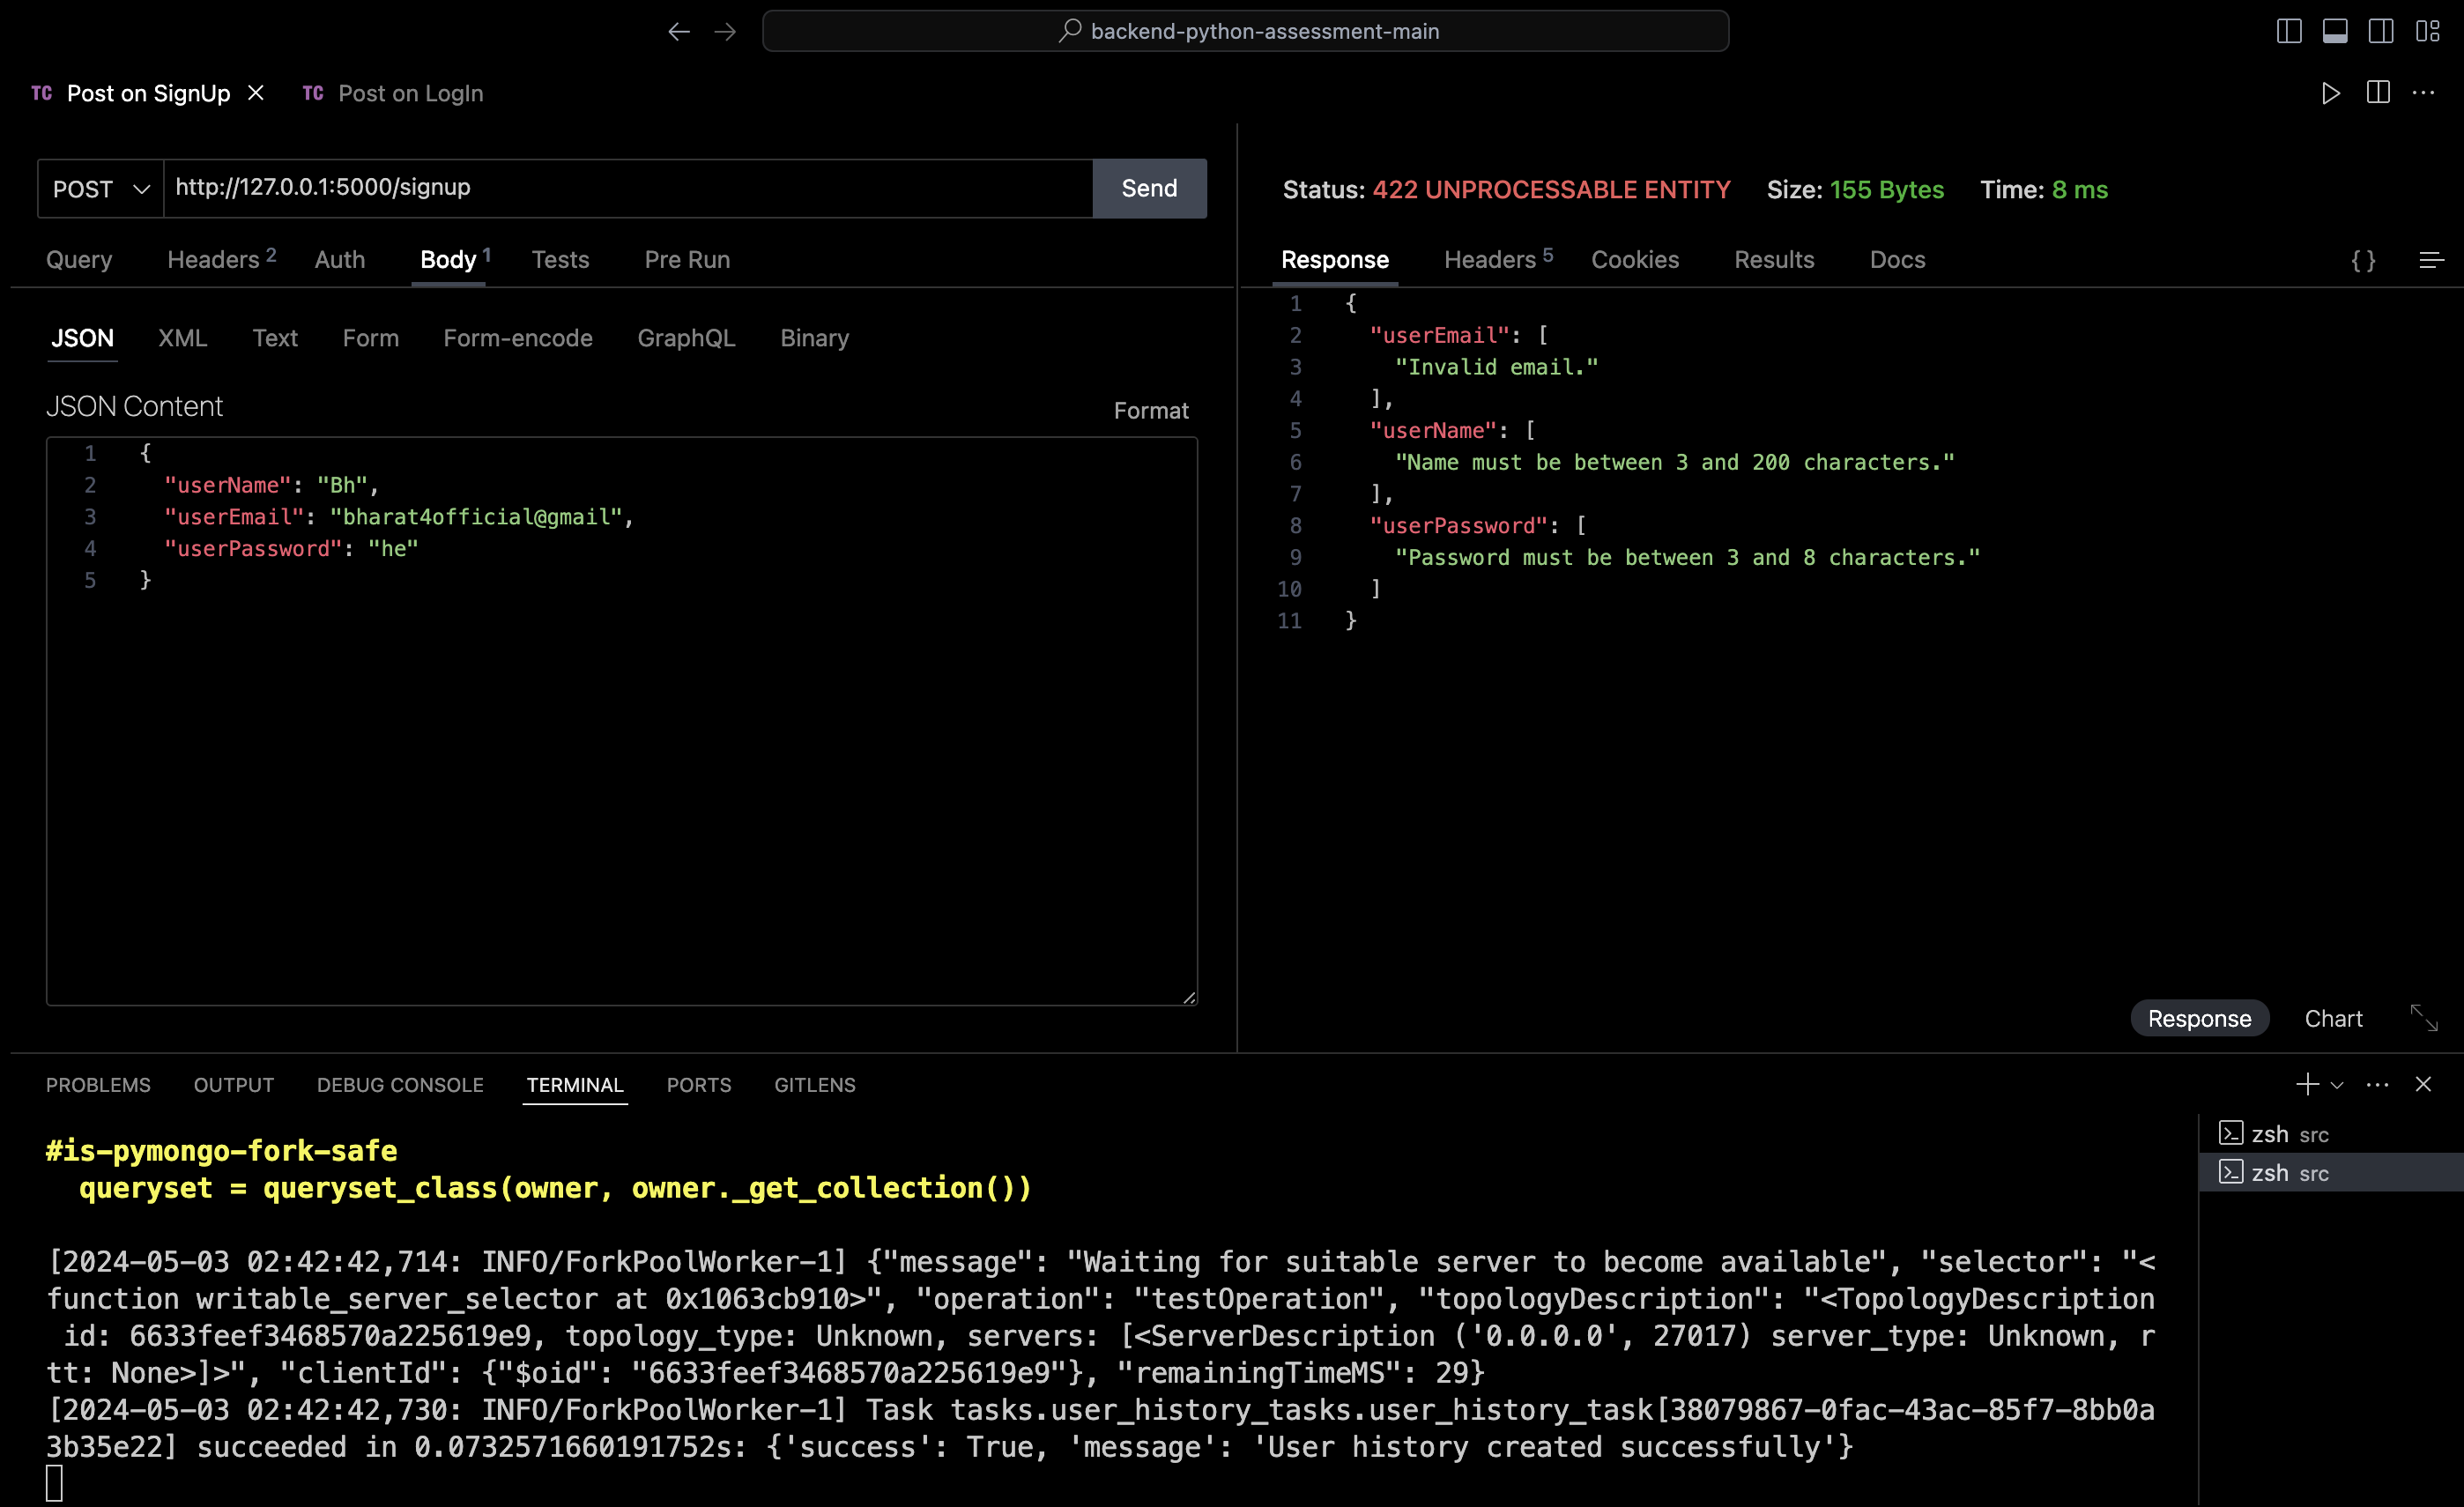 backend-python-assessment-main
TC Post on SignUp
TC Post on LogIn
POST
http://127.0.0.1:5000/signup
Send
Query
Headers 2
Auth
Body 1
Tests
Pre Run
JSON
XML
Text
Form
Form-encode
GraphQL
Binary
JSON Content
Format
1 {
2 "userName": "Bh",
3 "userEmail": "bharat4official@gmail",
4 "userPassword": "he"
5 }
Status: 422 UNPROCESSABLE ENTITY Size: 155 Bytes Time: 8 ms
Response
Headers 5
Cookies
Results
Docs
{ }
1 {
2 "userEmail": [
3 "Invalid email."
4 ],
5 "userName": [
6 "Name must be between 3 and 200 characters."
7 ],
8 "userPassword": [
9 "Password must be between 3 and 8 characters."
10 ]
11 }
Response
Chart
PROBLEMS
OUTPUT
DEBUG CONSOLE
TERMINAL
PORTS
GITLENS
#is-pymongo-fork-safe
queryset = queryset_class(owner, owner._get_collection())
[2024-05-03 02:42:42,714: INFO/ForkPoolWorker-1] {"message": "Waiting for suitable server to become available", "selector": "<
function writable_server_selector at 0x1063cb910>", "operation": "testOperation", "topologyDescription": "<TopologyDescription
id: 6633feef3468570a225619e9, topology_type: Unknown, servers: [<ServerDescription ('0.0.0.0', 27017) server_type: Unknown, r
tt: None>]>", "clientId": {"$oid": "6633feef3468570a225619e9"}, "remainingTimeMS": 29}
[2024-05-03 02:42:42,730: INFO/ForkPoolWorker-1] Task tasks.user_history_tasks.user_history_task[38079867-0fac-43ac-85f7-8bb0a
3b35e22] succeeded in 0.0732571660191752s: {'success': True, 'message': 'User history created successfully'}
zsh src
zsh src